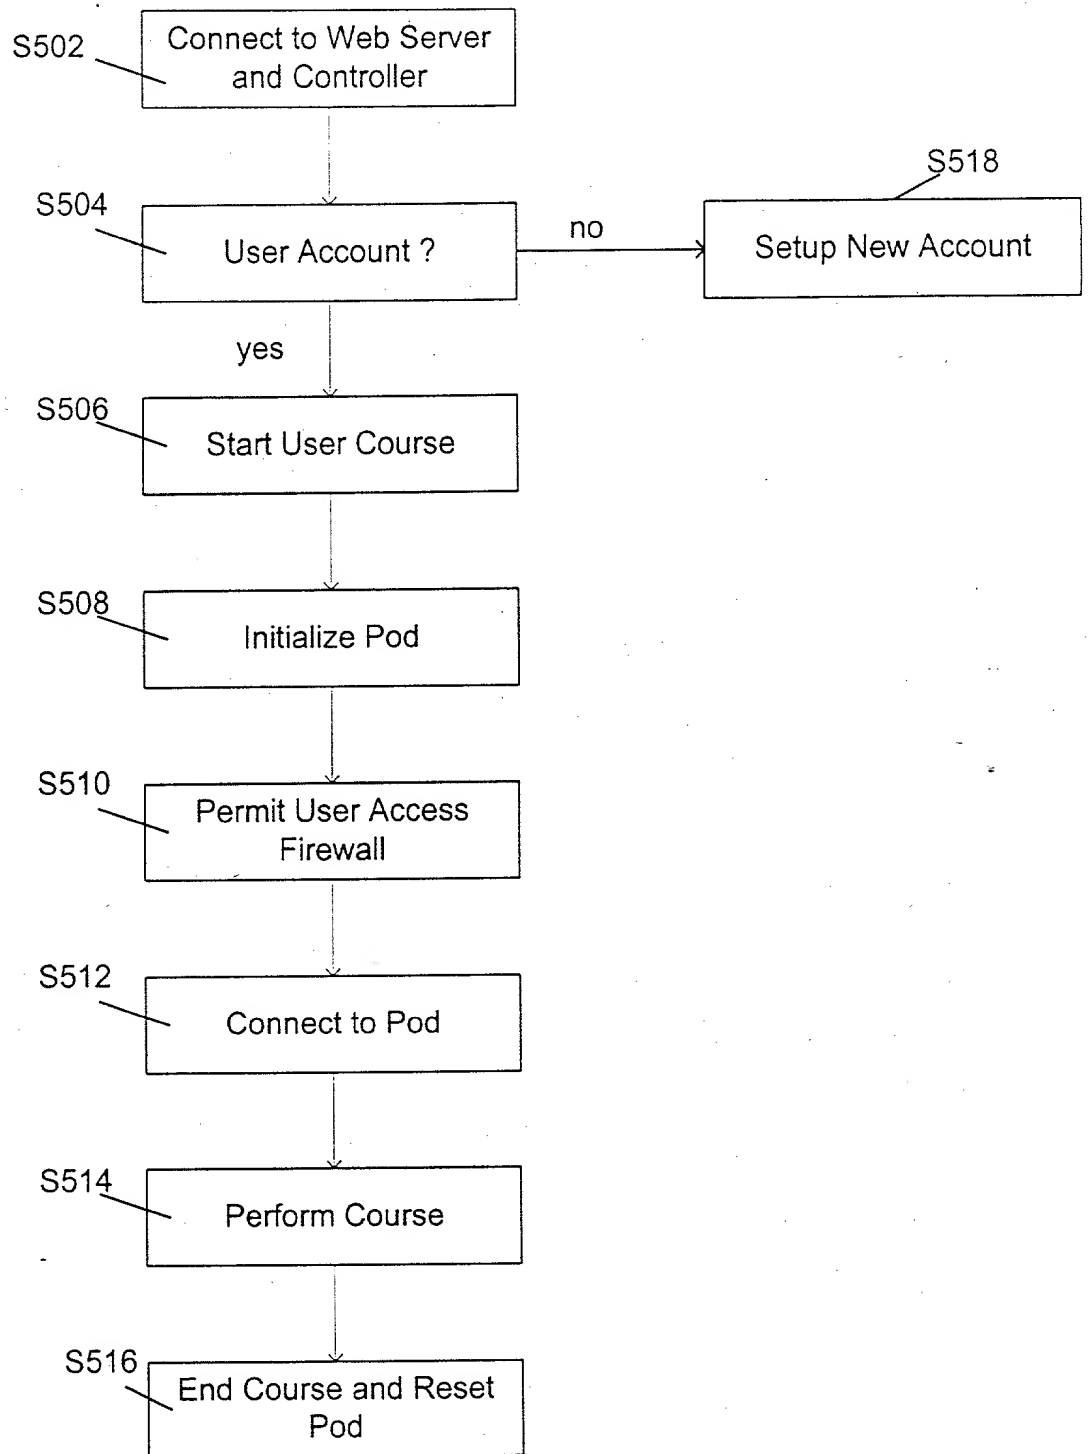 S502
Connect to Web Server
and Controller
S504
User Account ?
no
S518
Setup New Account
yes
S506
Start User Course
S508
Initialize Pod
S510
Permit User Access
Firewall
S512
Connect to Pod
S514
Perform Course
S516
End Course and Reset
Pod